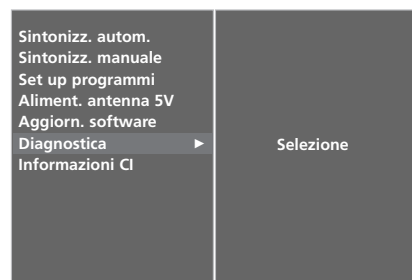 Sintonizz. autom.
Sintonizz. manuale
Set up programmi
Aliment. antenna 5V
Aggiorn. software
Diagnostica ►
Informazioni CI
Selezione